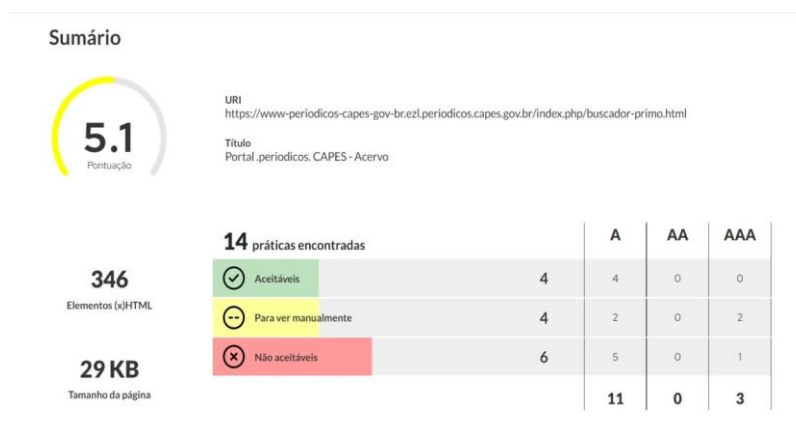 Sumário
5.1
Pontuação
URI
https://www-periodicos-capes-gov-br.ezl.periodicos.capes.gov.br/index.php/buscador-primo.html
Título
Portal .periodicos. CAPES - Acervo
346
Elementos (x)HTML
29 KB
Tamanho da página
14 práticas encontradas A AA AAA
Aceitáveis 4 4 0 0
Para ver manualmente 4 2 0 2
Não aceitáveis 6 5 0 1
11 0 3